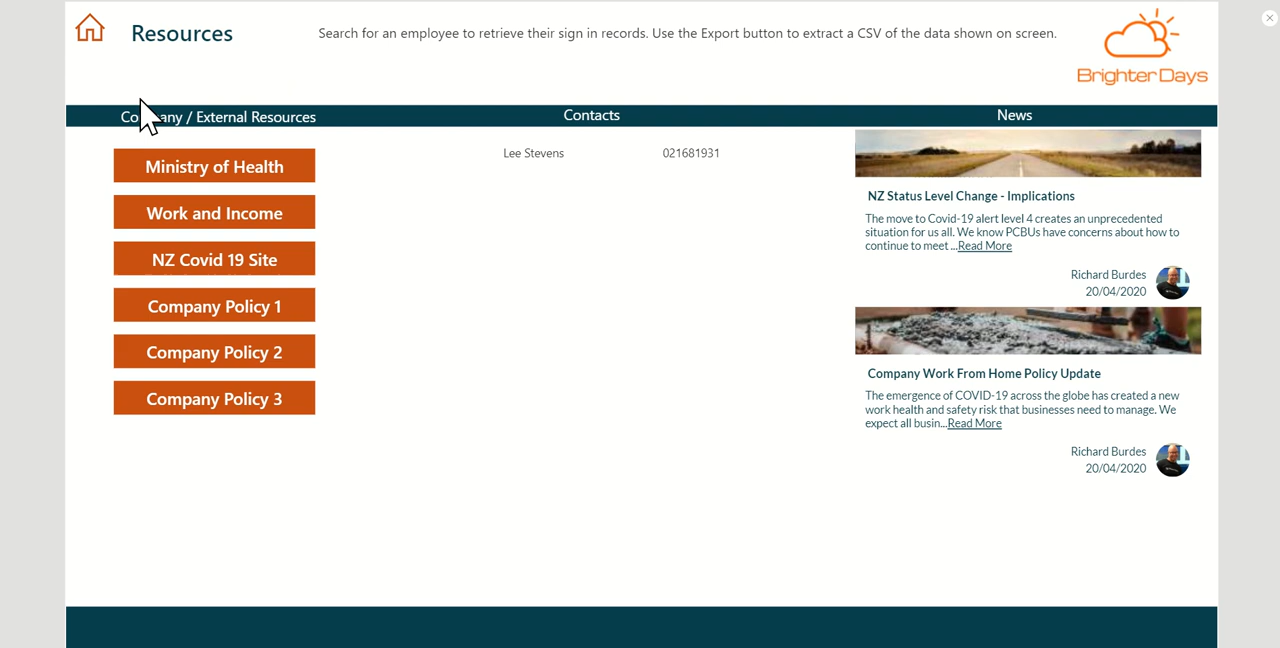 Resources
Search for an employee to retrieve their sign in records. Use the Export button to extract a CSV of the data shown on screen.
Brighter Days
Company / External Resources
Contacts
News
Ministry of Health
Work and Income
NZ Covid 19 Site
Company Policy 1
Company Policy 2
Company Policy 3
Lee Stevens 021681931
NZ Status Level Change - Implications
The move to Covid-19 alert level 4 creates an unprecedented
situation for us all. We know PCBUs have concerns about how to
continue to meet ...Read More
Richard Burdes
20/04/2020
Company Work From Home Policy Update
The emergence of COVID-19 across the globe has created a new
work health and safety risk that businesses need to manage. We
expect all busin...Read More
Richard Burdes
20/04/2020